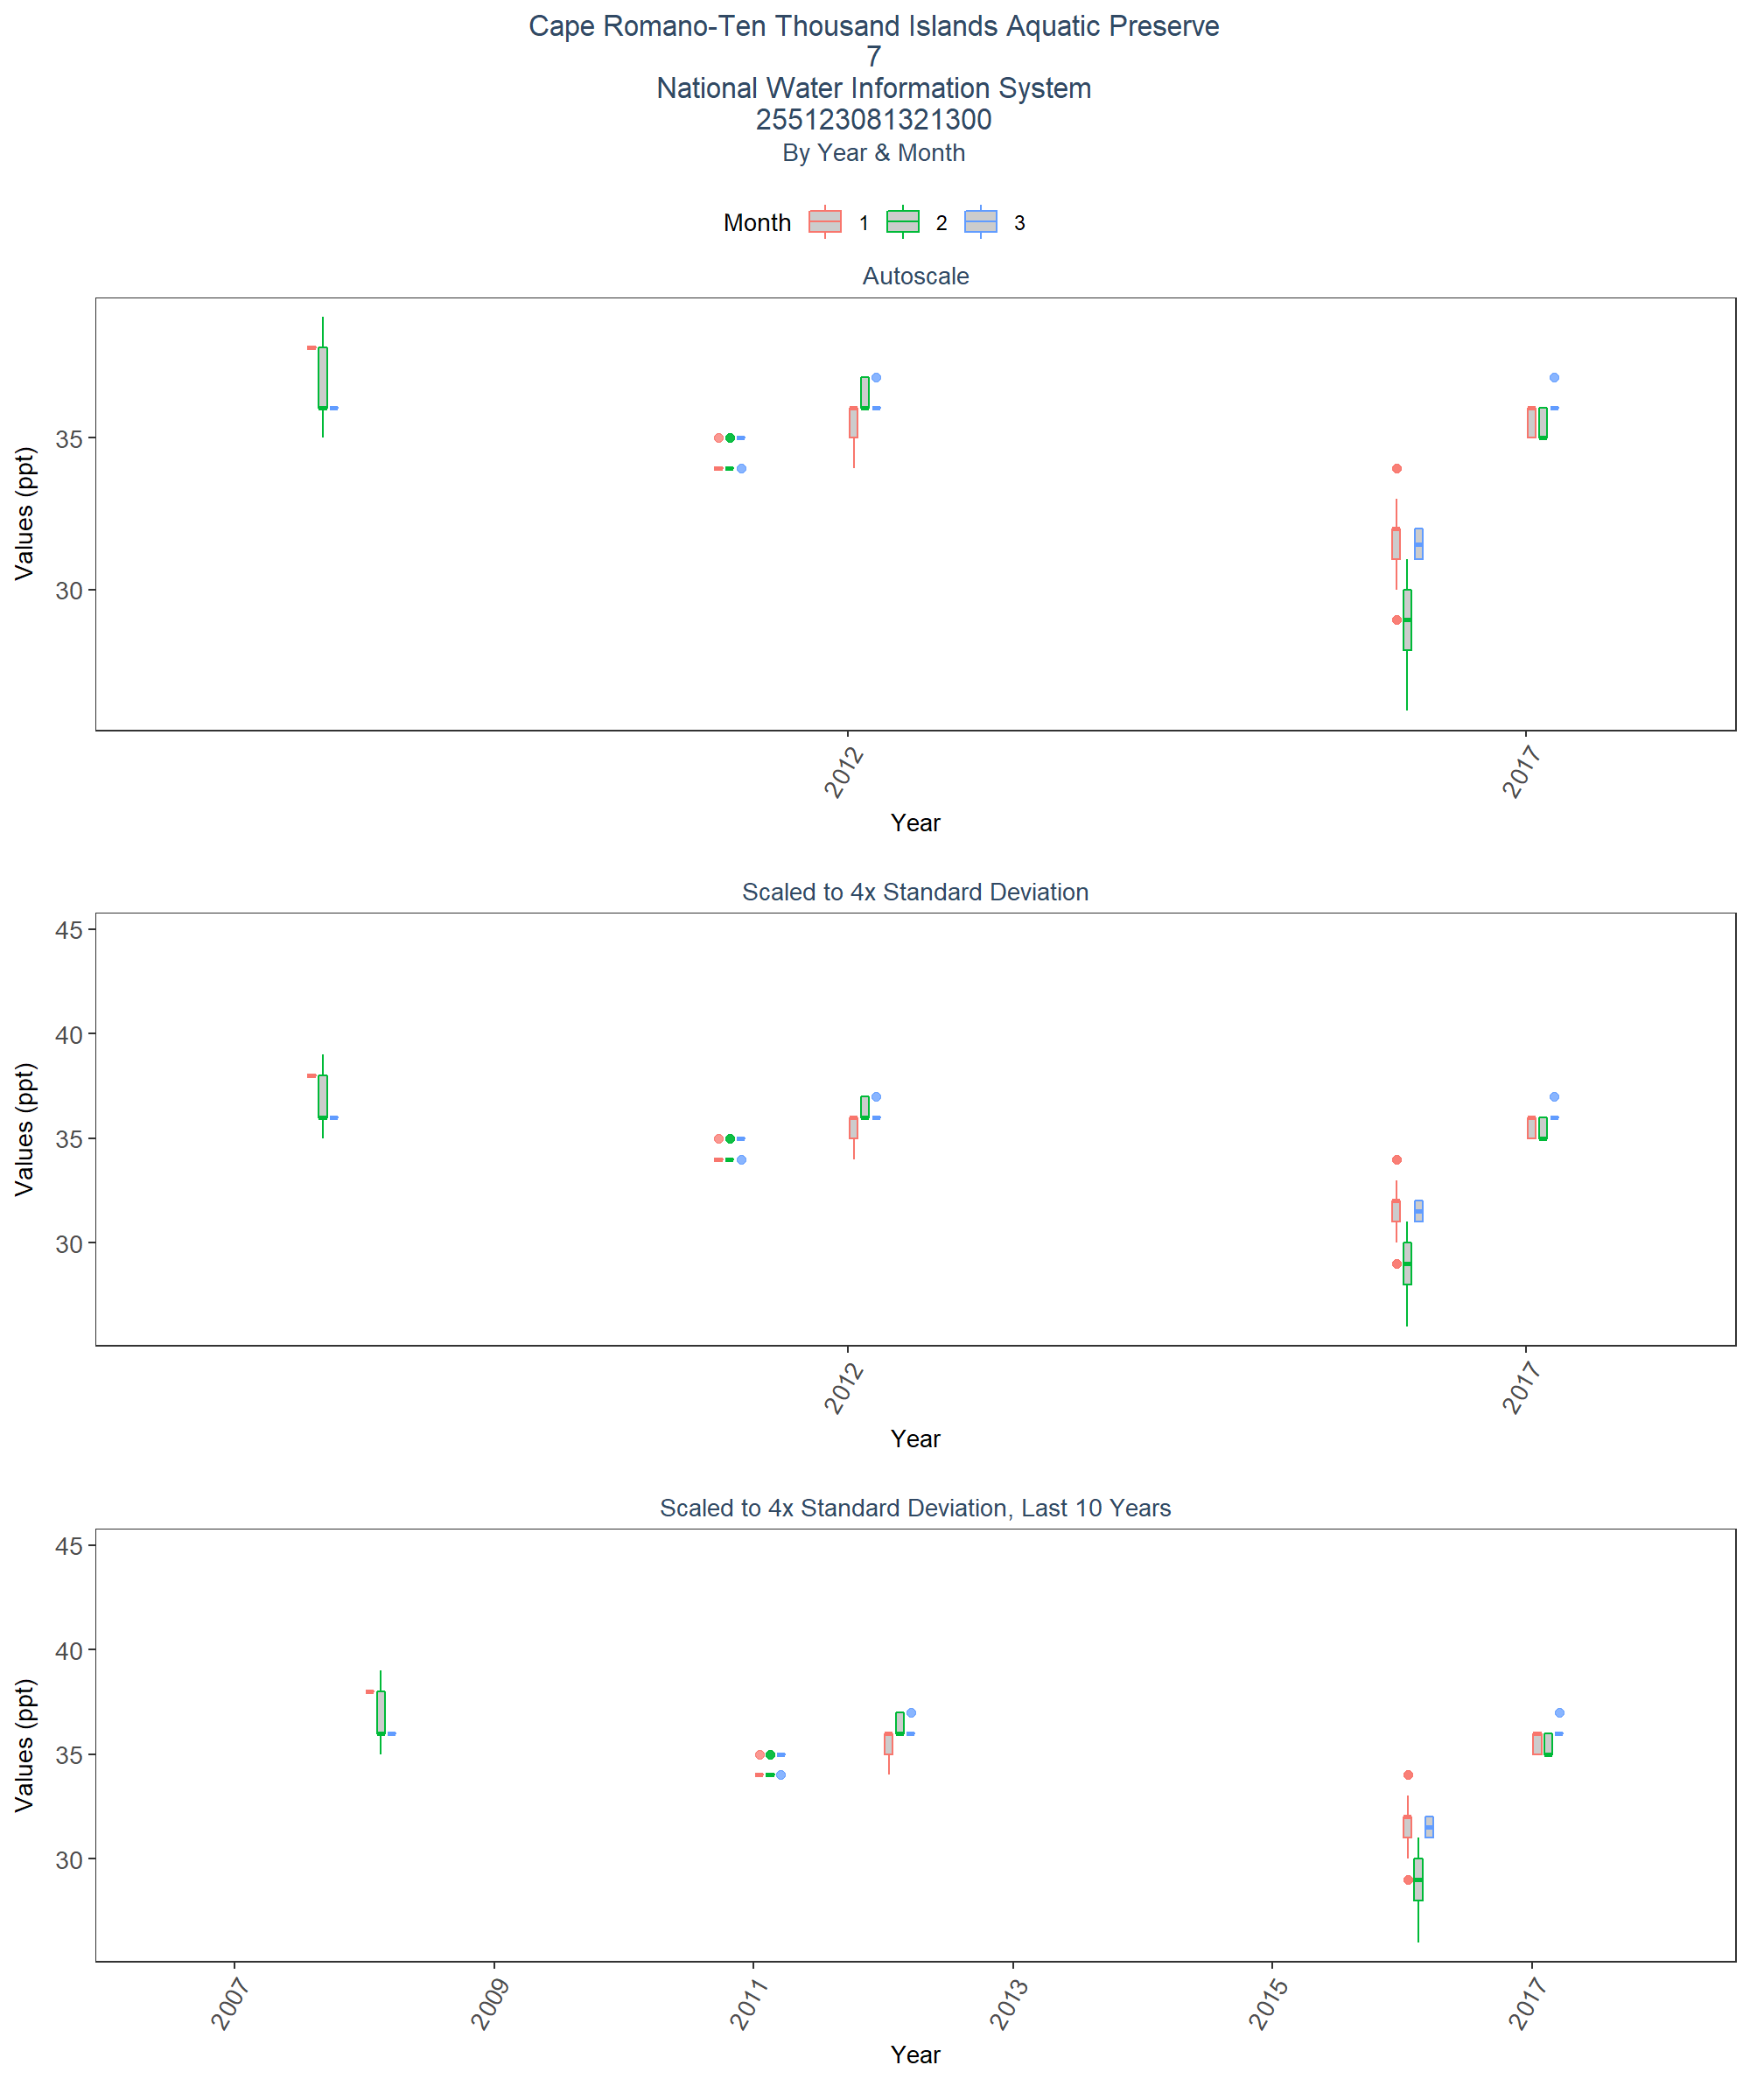 Cape Romano-Ten Thousand Islands Aquatic Preserve
7
National Water Information System
255123081321300
By Year & Month
Month 1 2 3
Autoscale
Values (ppt)
35
30
2012 2017
Year
Scaled to 4x Standard Deviation
Values (ppt)
45
40
35
30
2012 2017
Year
Scaled to 4x Standard Deviation, Last 10 Years
Values (ppt)
45
40
35
30
2007 2009 2011 2013 2015 2017
Year